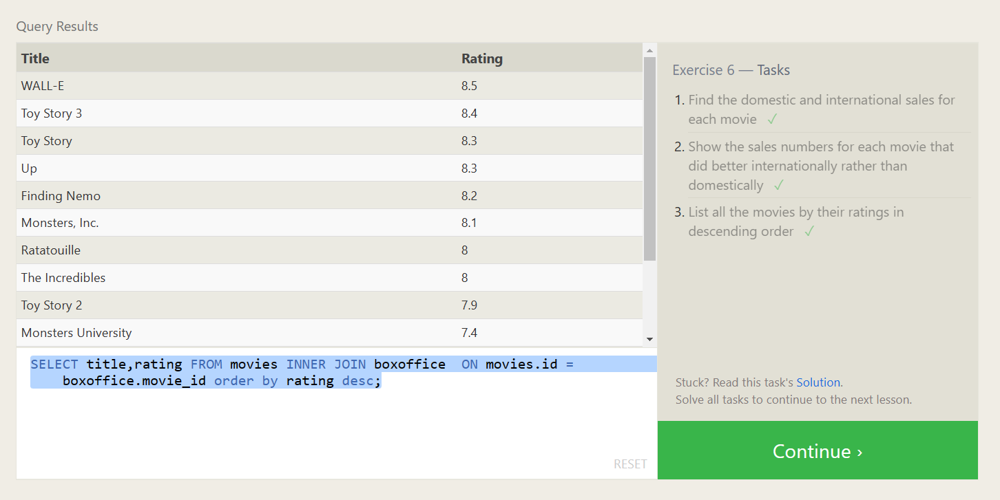 Query Results
Title Rating
WALL-E 8.5
Toy Story 3 8.4
Toy Story 8.3
Up 8.3
Finding Nemo 8.2
Monsters, Inc. 8.1
Ratatouille 8
The Incredibles 8
Toy Story 2 7.9
Monsters University 7.4
SELECT title,rating FROM movies INNER JOIN boxoffice  ON movies.id =
boxoffice.movie_id order by rating desc;
RESET
Exercise 6 — Tasks
1. Find the domestic and international sales for
each movie ✓
2. Show the sales numbers for each movie that
did better internationally rather than
domestically ✓
3. List all the movies by their ratings in
descending order ✓
Stuck? Read this task's Solution.
Solve all tasks to continue to the next lesson.
Continue ›